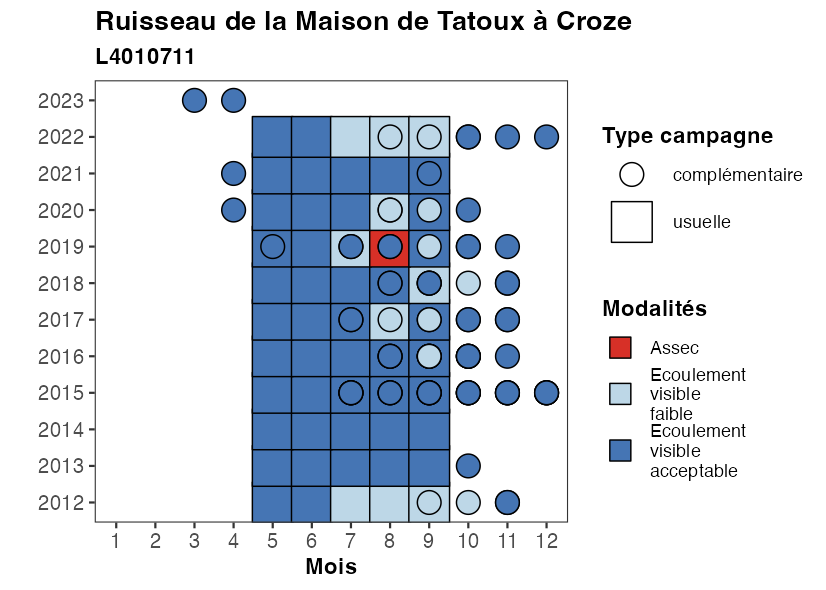 Ruisseau de la Maison de Tatoux à Croze
L4010711
2023
2022
2021
2020
2019
2018
2017
2016
2015
2014
2013
2012
1 2 3 4 5 6 7 8 9 10 11 12
Mois
Type campagne
complémentaire
usuelle
Modalités
Assec
Ecoulement
visible
faible
Ecoulement
visible
acceptable